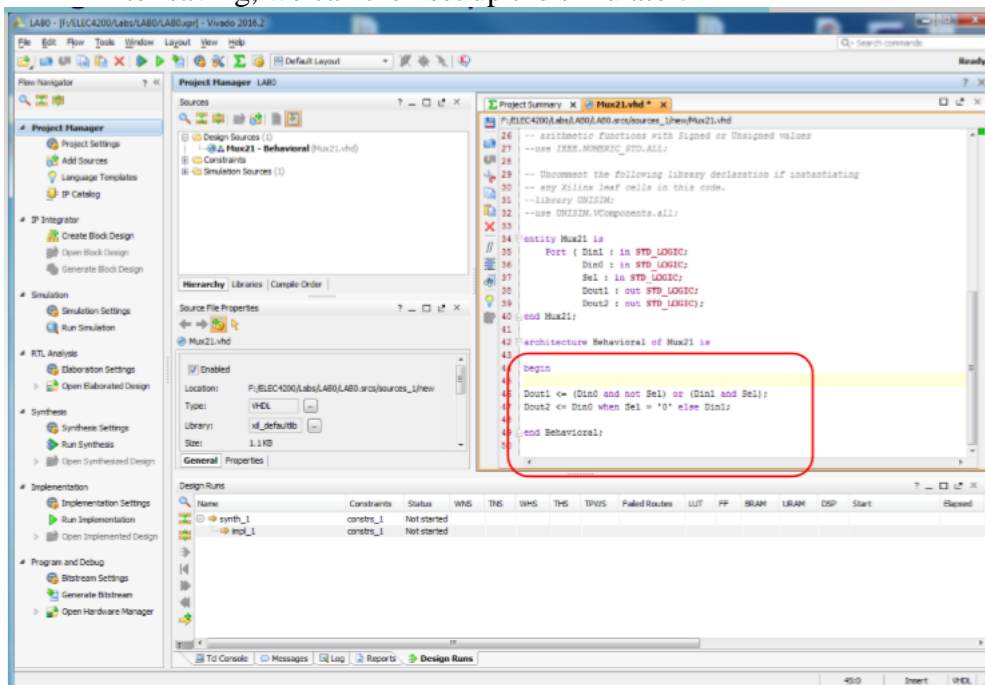 LAB0 - [F:/ELEC4200/Labs/LAB0/LAB0.xpr] - Vivado 2016.2
File Edit Flow Tools Window Layout View Help
Search commands
Default Layout
Ready
Flow Navigator
Project Manager LAB0
Project Manager
Project Settings
Add Sources
Language Templates
IP Catalog
IP Integrator
Create Block Design
Open Block Design
Generate Block Design
Simulation
Simulation Settings
Run Simulation
RTL Analysis
Elaboration Settings
Open Elaborated Design
Synthesis
Synthesis Settings
Run Synthesis
Open Synthesized Design
Implementation
Implementation Settings
Run Implementation
Open Implemented Design
Program and Debug
Bitstream Settings
Generate Bitstream
Open Hardware Manager
Sources
Design Sources (1)
Mux21 - Behavioral (Mux21.vhd)
Constraints
Simulation Sources (1)
Hierarchy Libraries Compile Order
Source File Properties
Mux21.vhd
Enabled
Location: F:/ELEC4200/Labs/LAB0/LAB0.srcs/sources_1/new
Type: VHDL
Library: xil_defaultlib
Size: 1.1 KB
General Properties
Project Summary Mux21.vhd *
F:/ELEC4200/Labs/LAB0/LAB0.srcs/sources_1/new/Mux21.vhd
26 -- arithmetic functions with Signed or Unsigned values
27 --use IEEE.NUMERIC_STD.ALL;
28
29 -- Uncomment the following library declaration if instantiating
30 -- any Xilinx leaf cells in this code.
31 --library UNISIM;
32 --use UNISIM.VComponents.all;
33
34 entity Mux21 is
35 Port ( Din1 : in STD_LOGIC;
36 Din0 : in STD_LOGIC;
37 Sel : in STD_LOGIC;
38 Dout1 : out STD_LOGIC;
39 Dout2 : out STD_LOGIC);
40 end Mux21;
41
42 architecture Behavioral of Mux21 is
43
44 begin
45
46 Dout1 <= (Din0 and not Sel) or (Din1 and Sel);
47 Dout2 <= Din0 when Sel = '0' else Din1;
48
49 end Behavioral;
50
Design Runs
Name Constraints Status WNS TNS WHS THS TPWS Failed Routes LUT FF BRAM URAM DSP Start Elapsed
synth_1 constrs_1 Not started
impl_1 constrs_1 Not started
Tcl Console Messages Log Reports Design Runs
45:0 Insert VHDL